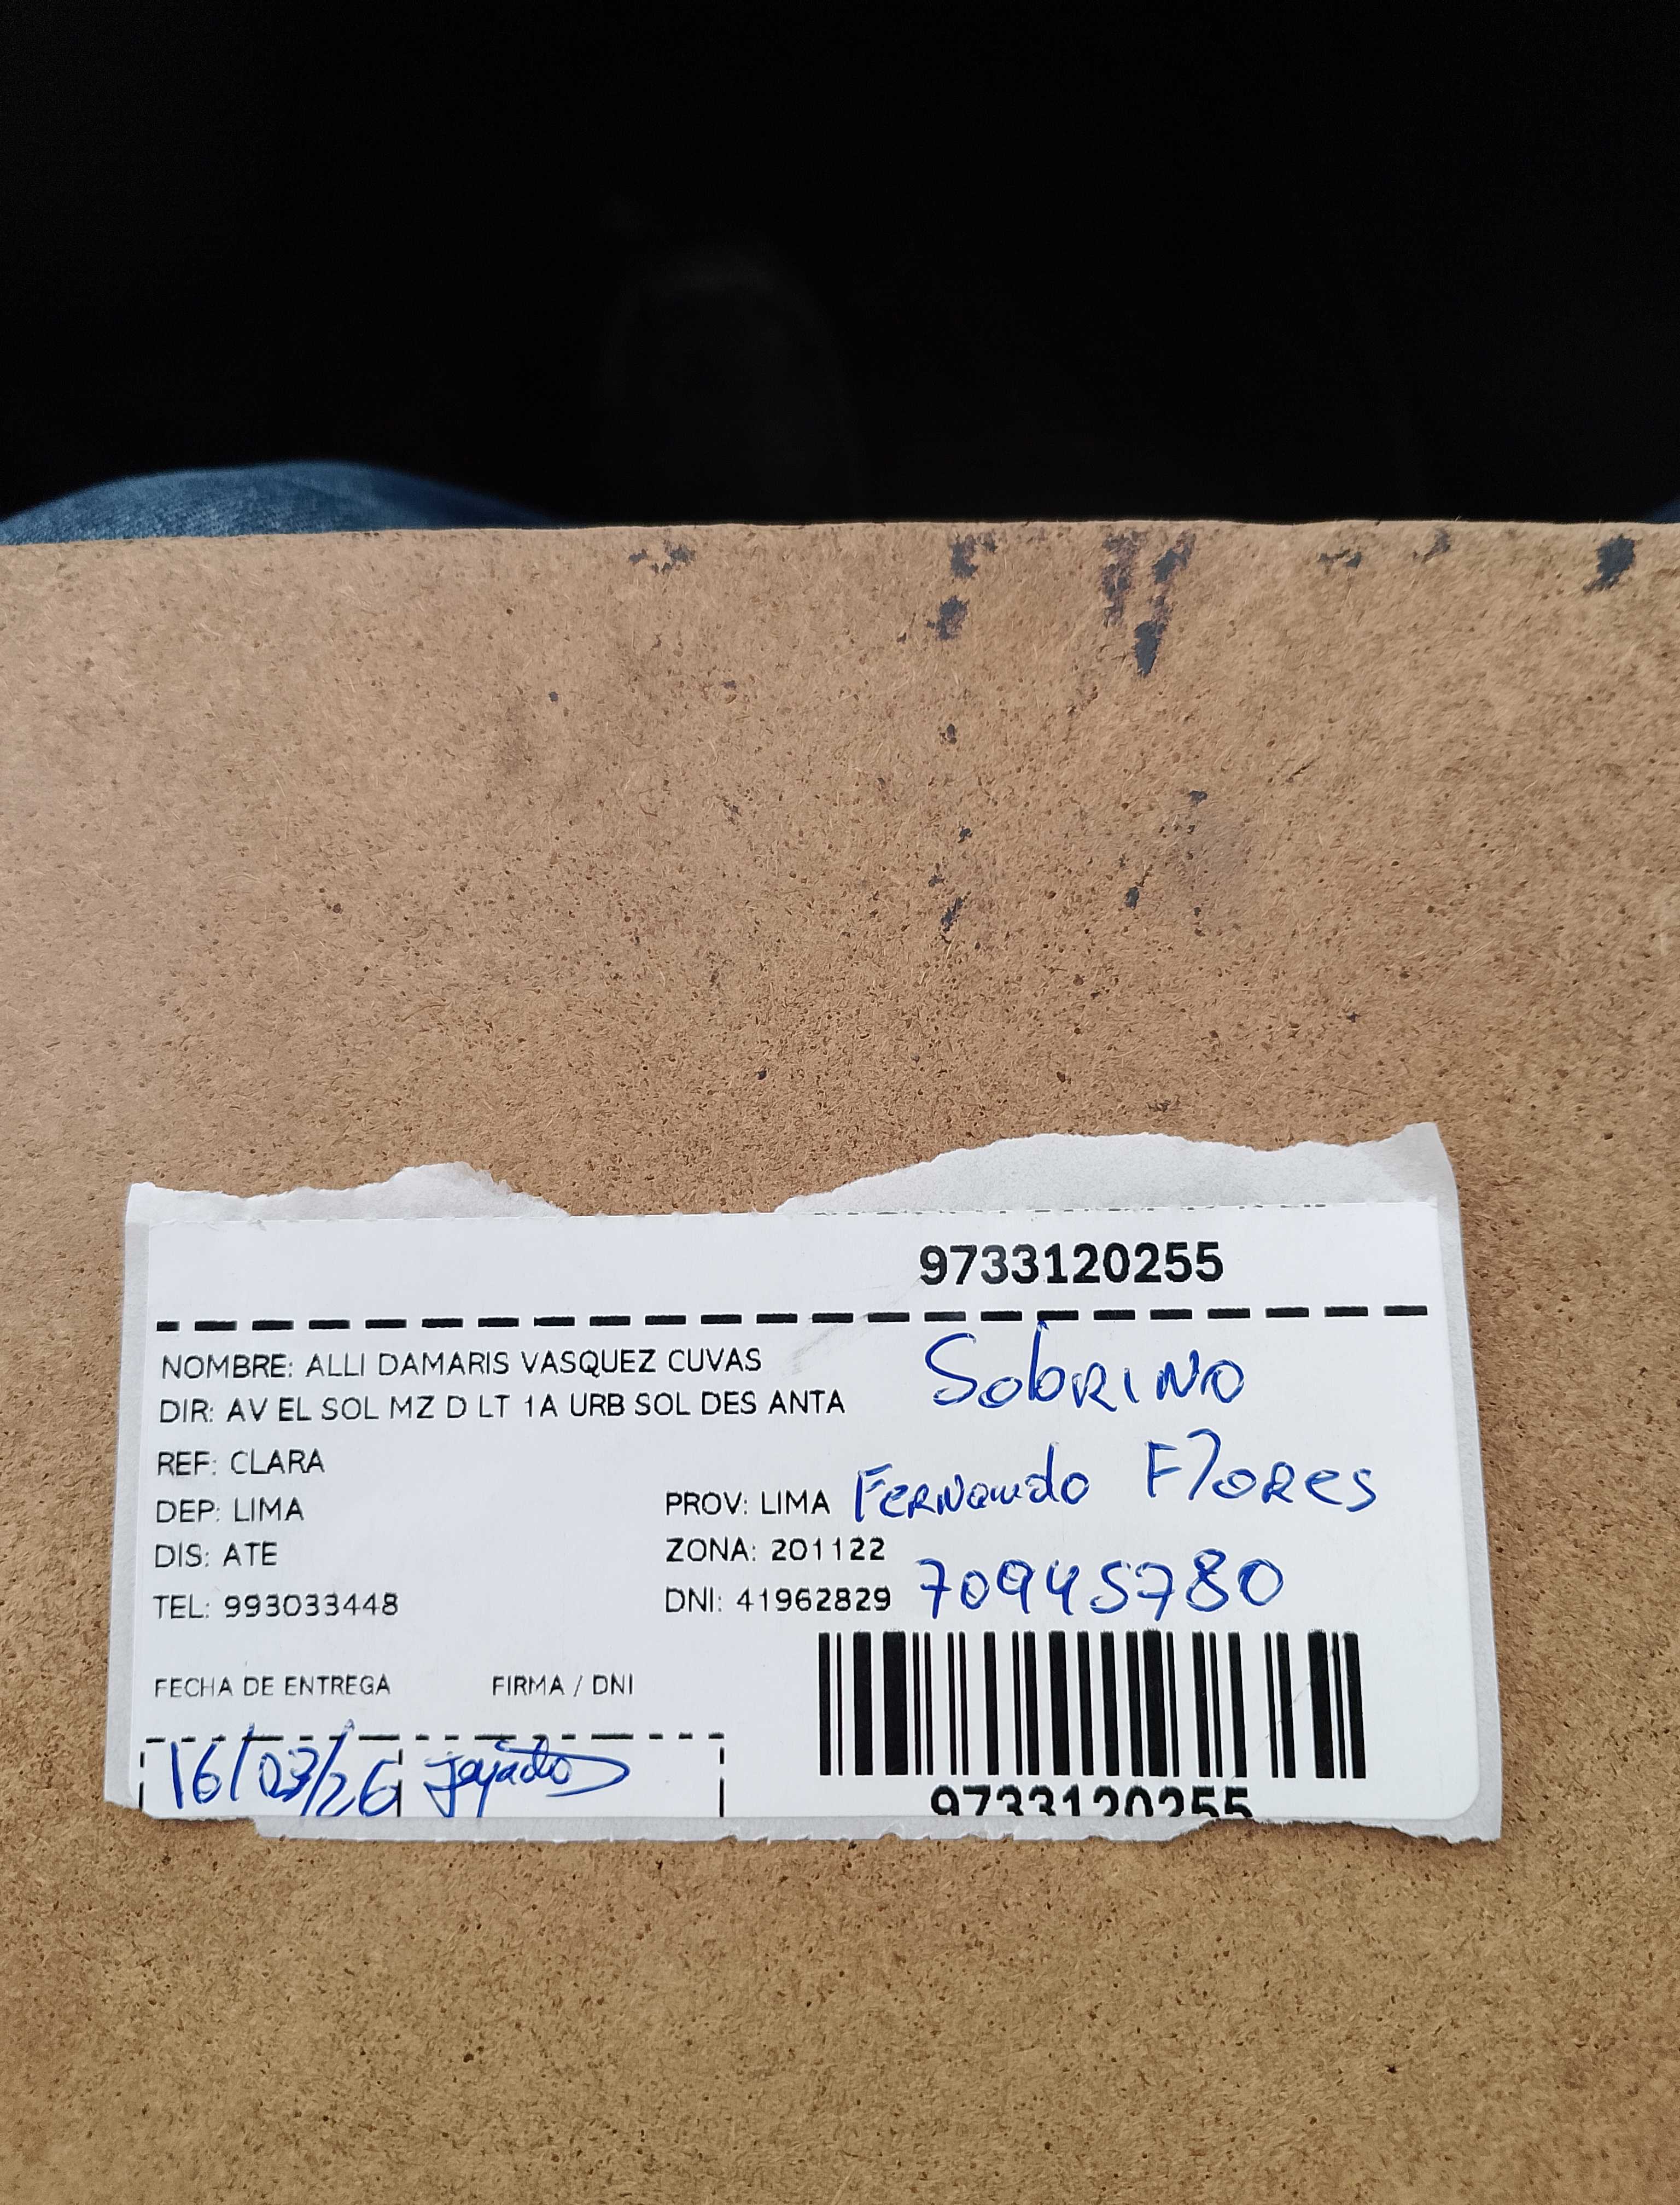 9733120255
NOMBRE: ALLI DAMARIS VASQUEZ CUVAS
DIR: AV EL SOL MZ D LT 1A URB SOL DES ANTA
Sobrino
REF: CLARA
DEP: LIMA
PROV: LIMA
Fernando Flores
DIS: ATE
ZONA: 201122
TEL: 993033448
DNI: 41962829
70945780
FECHA DE ENTREGA
FIRMA / DNI
16/03/26
9733120255